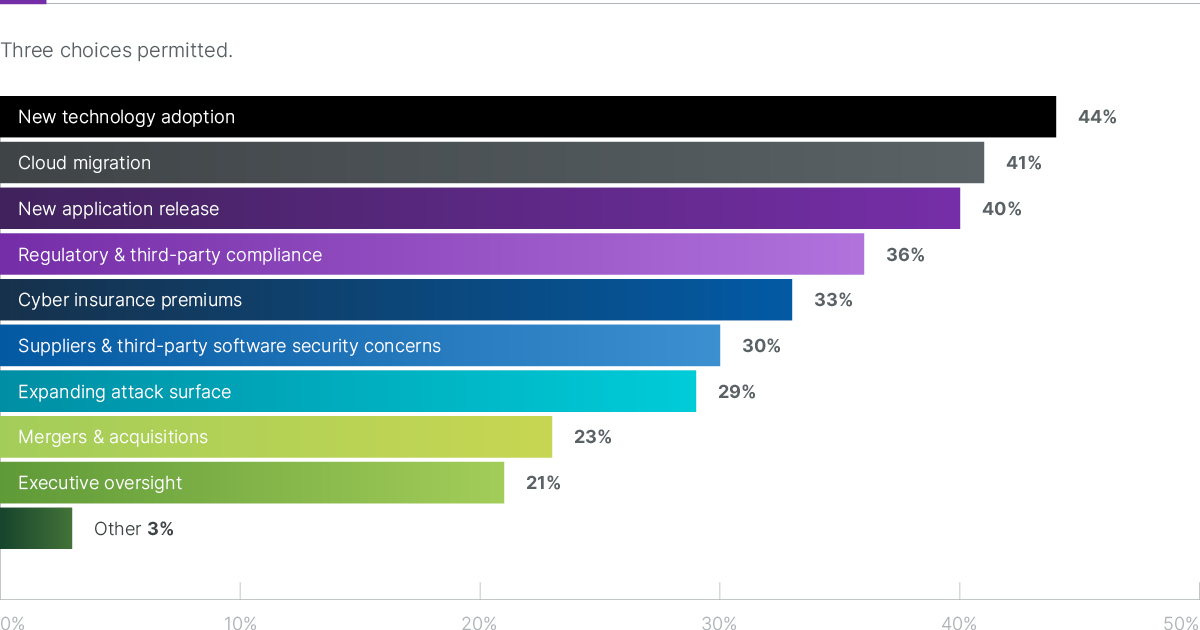 Three choices permitted.
New technology adoption 44%
Cloud migration 41%
New application release 40%
Regulatory & third-party compliance 36%
Cyber insurance premiums 33%
Suppliers & third-party software security concerns 30%
Expanding attack surface 29%
Mergers & acquisitions 23%
Executive oversight 21%
Other 3%
0% 10% 20% 30% 40% 50%